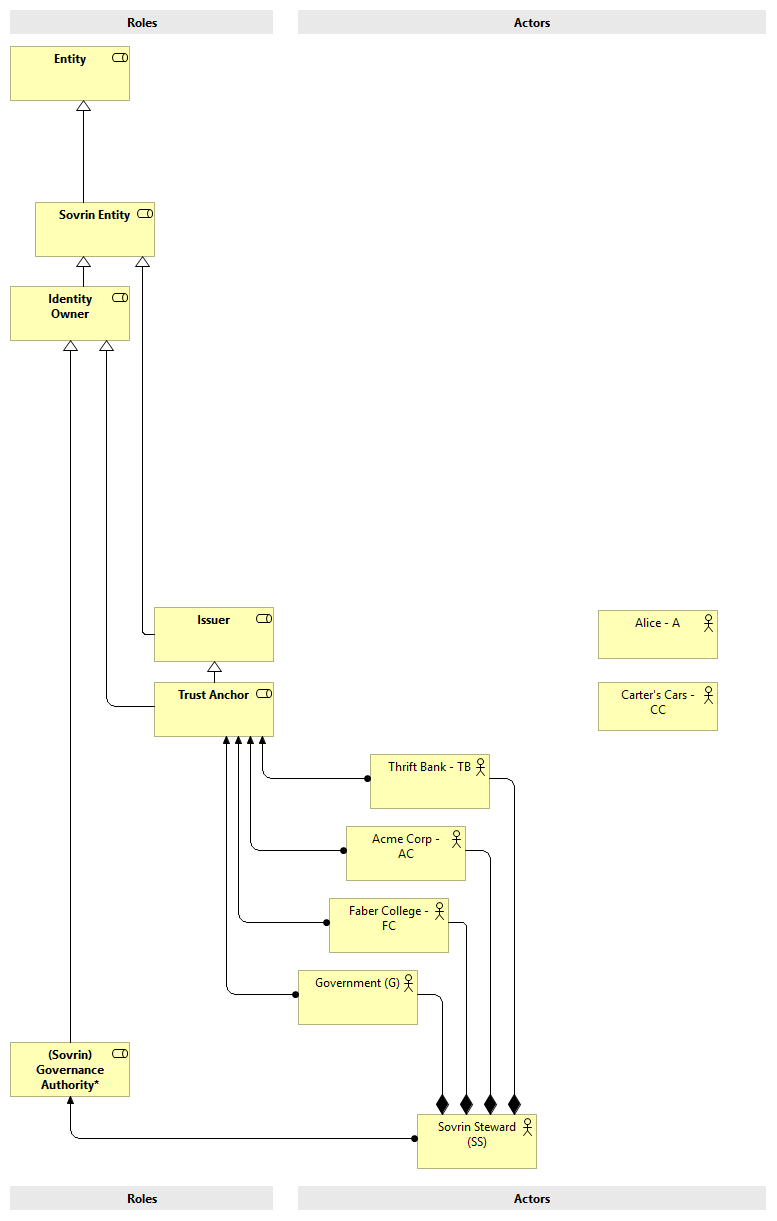 Roles
Actors
Entity
Sovrin Entity
Identity
Owner
Issuer
Alice - A
Trust Anchor
Carter's Cars -
CC
Thrift Bank - TB
Acme Corp -
AC
Faber College -
FC
Government (G)
(Sovrin)
Governance
Authority*
Sovrin Steward
(SS)
Roles
Actors